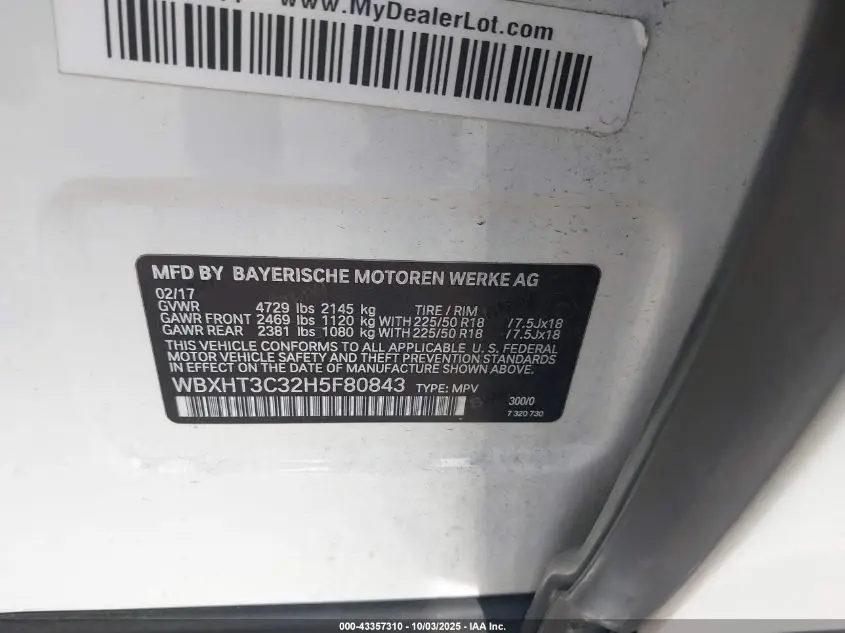 www.MyDealerLot.com
MFD BY BAYERISCHE MOTOREN WERKE AG
02/17
GVWR 4729 lbs 2145 kg TIRE / RIM
GAWR FRONT 2469 lbs 1120 kg WITH 225/50 R18 /7.5Jx18
GAWR REAR 2381 lbs 1080 kg WITH 225/50 R18 /7.5Jx18
THIS VEHICLE CONFORMS TO ALL APPLICABLE U. S. FEDERAL
MOTOR VEHICLE SAFETY AND THEFT PREVENTION STANDARDS
IN EFFECT ON THE DATE OF MANUFACTURE SHOWN ABOVE.
WBXHT3C32H5F80843 TYPE: MPV
300/0
7 320 730
000-43357310 - 10/03/2025 - IAA Inc.